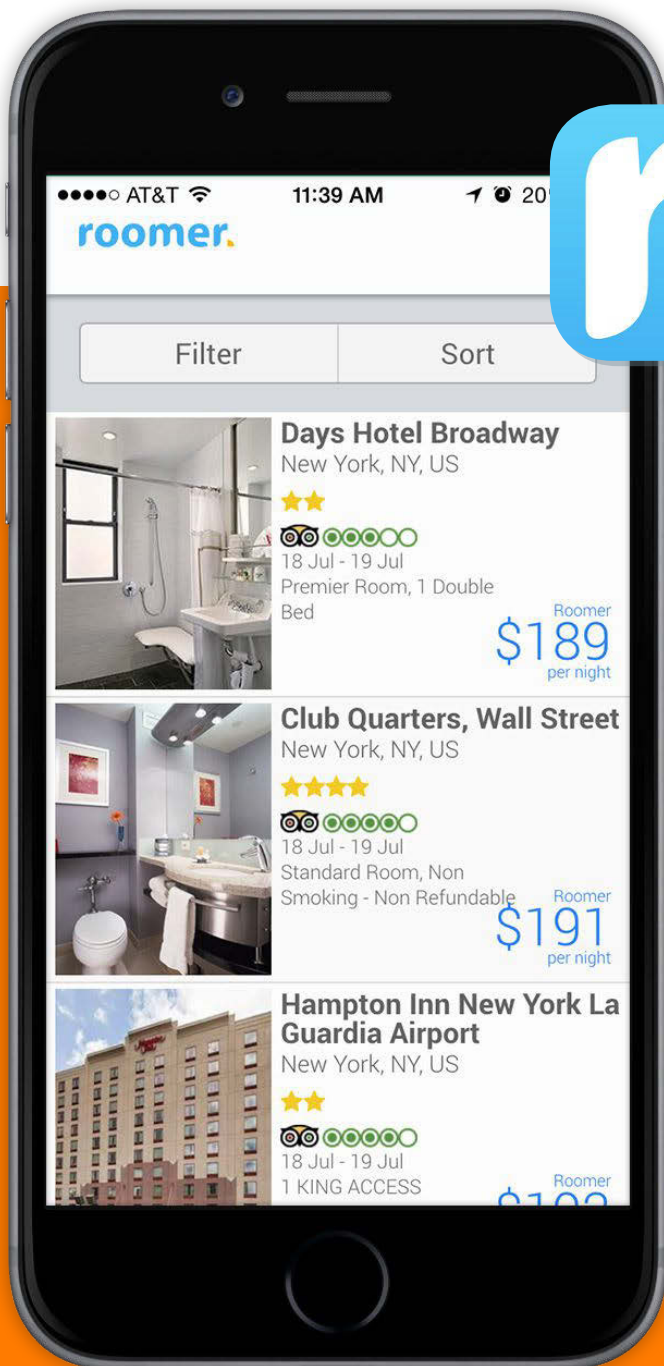 AT&T 11:39 AM 20
roomer.
Filter Sort
Days Hotel Broadway
New York, NY, US
18 Jul - 19 Jul
Premier Room, 1 Double
Bed
Roomer
$189
per night
Club Quarters, Wall Street
New York, NY, US
18 Jul - 19 Jul
Standard Room, Non
Smoking - Non Refundable
Roomer
$191
per night
Hampton Inn New York La
Guardia Airport
New York, NY, US
18 Jul - 19 Jul
1 KING ACCESS
Roomer